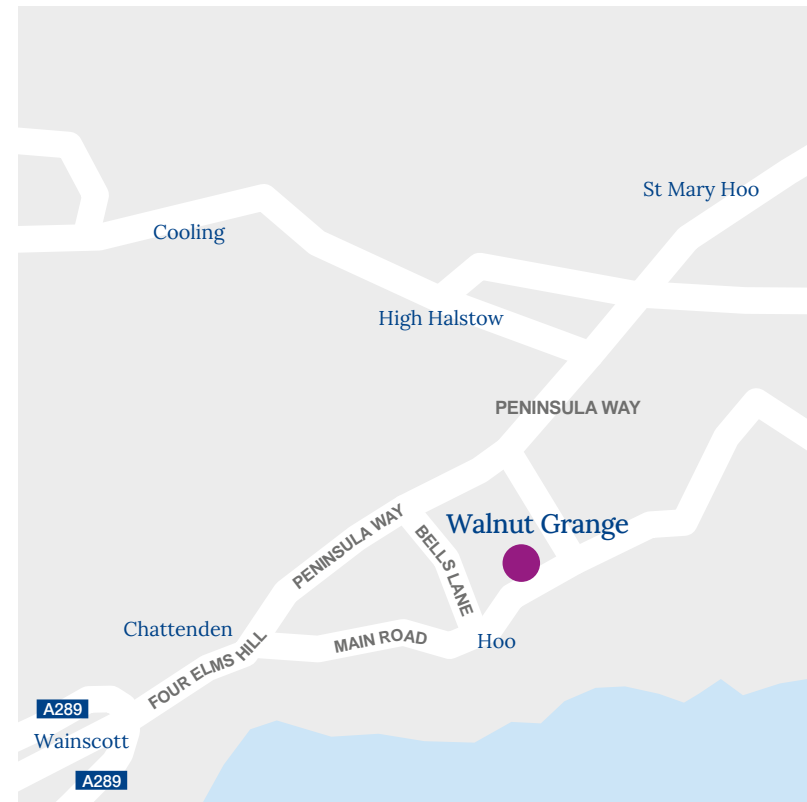 St Mary Hoo
Cooling
High Halstow
PENINSULA WAY
Walnut Grange
PENINSULA WAY
BELLS LANE
Chattenden
MAIN ROAD
Hoo
FOUR ELMS HILL
A289
Wainscott
A289